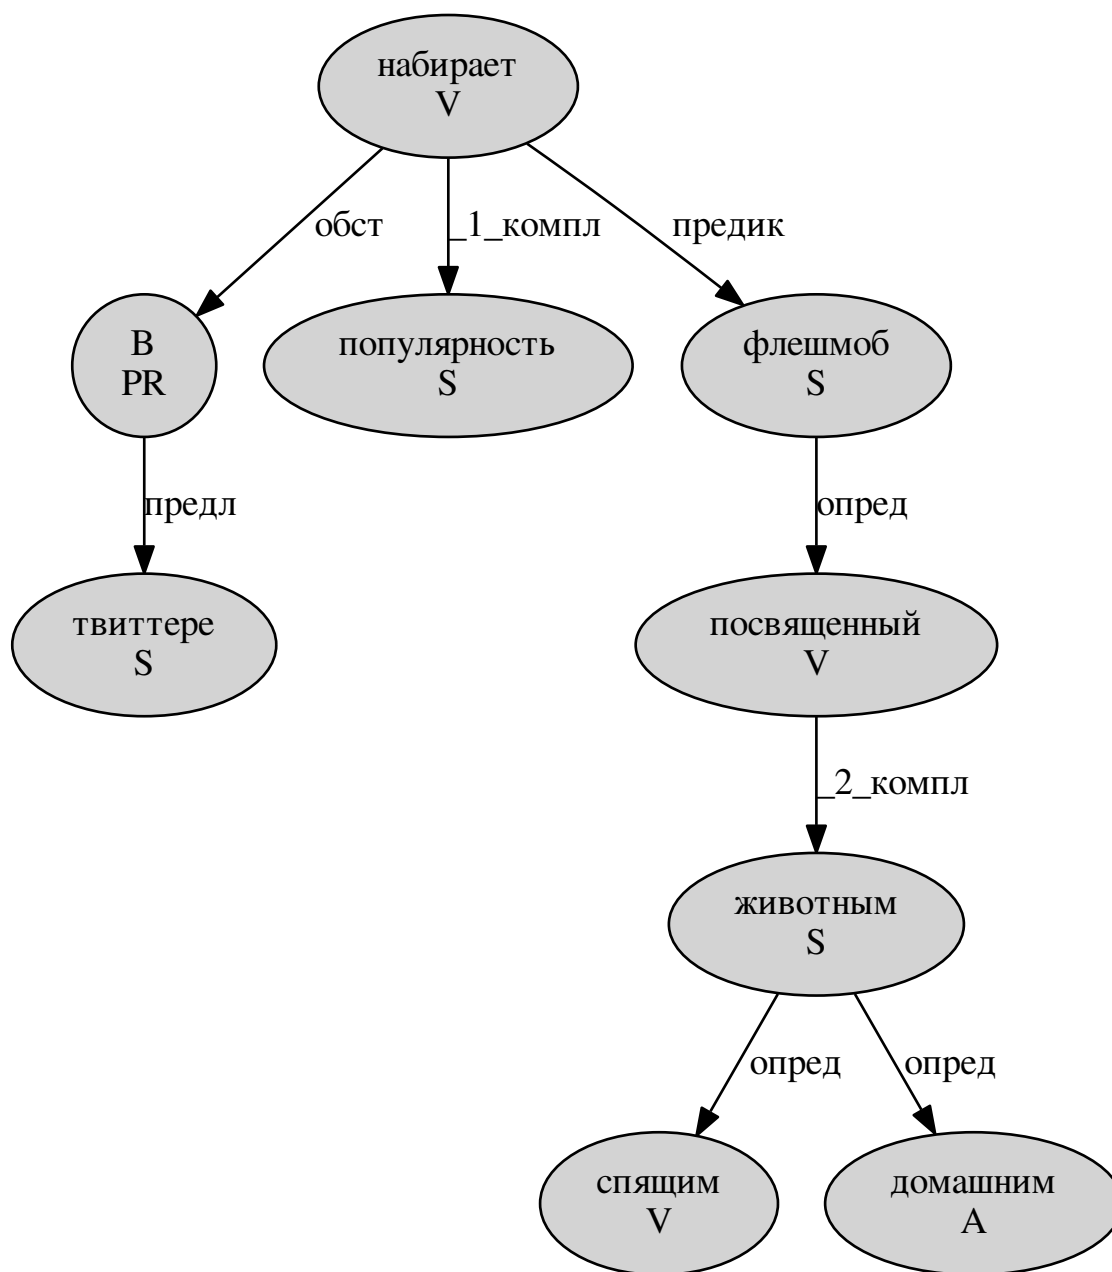 набирает
V
обст
_1_компл
предик
В
PR
популярность
S
флешмоб
S
предл
опред
твиттере
S
посвященный
V
_2_компл
животным
S
опред
опред
спящим
V
домашним
A